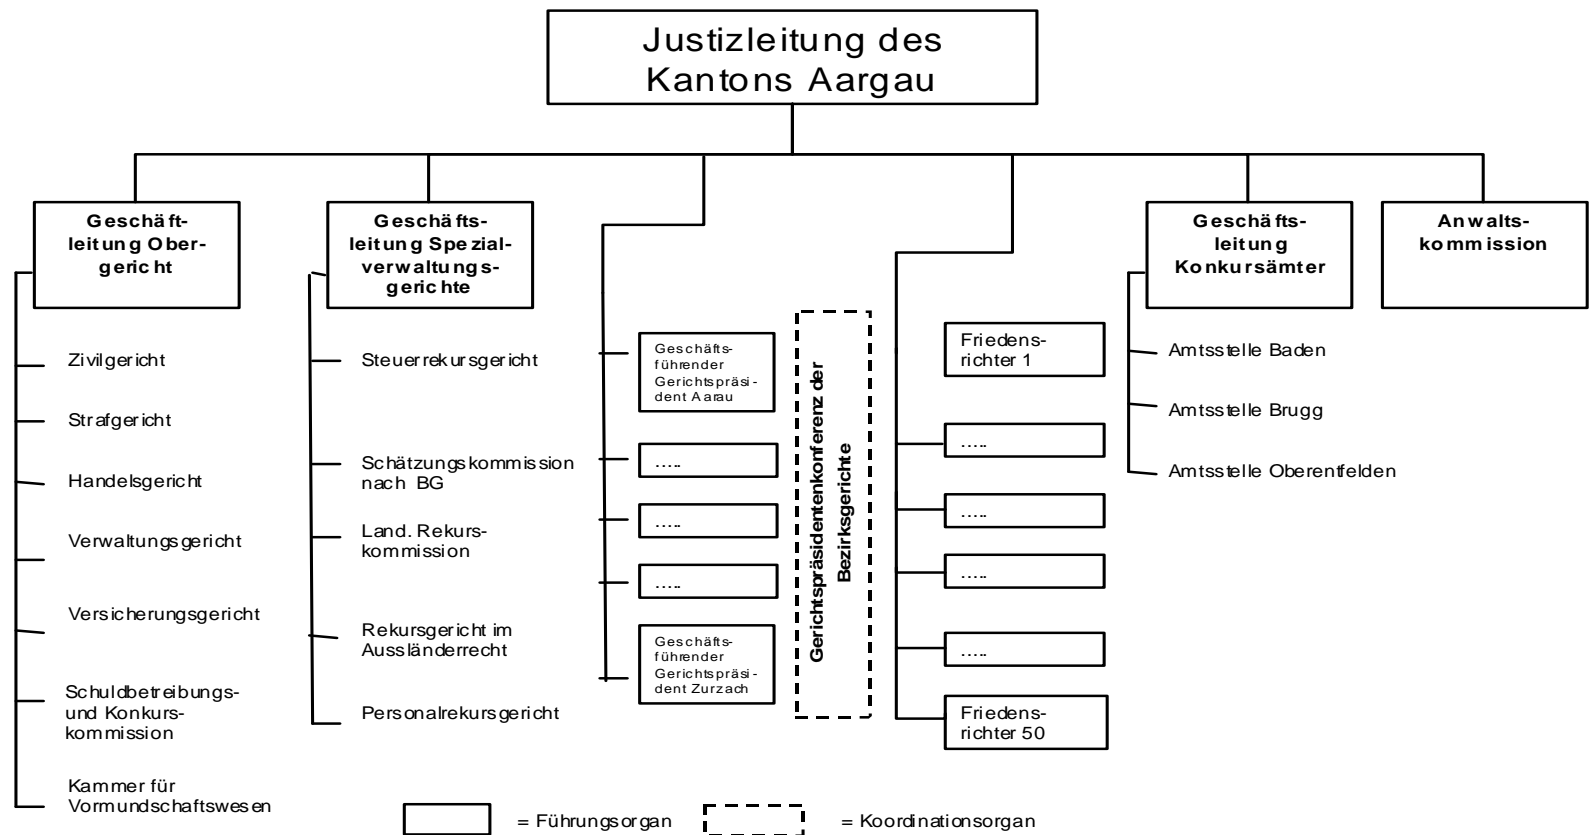 Justizleitung des
Kantons Aargau
Geschäft-
leitung Ober-
gericht
Zivilgericht
Strafgericht
Handelsgericht
Verwaltungsgericht
Versicherungsgericht
Schuldbetreibungs-
und Konkurs-
kommission
Kammer für
Vormundschaftswesen
Geschäfts-
leitung Spezial-
verwaltungs-
gerichte
Steuerrekursgericht
Schätzungskommission
nach BG
Land. Rekurs-
kommission
Rekursgericht im
Aussländerrecht
Personalrekursgericht
Geschäfts-
führender
Gerichtspräsi-
dent Aarau
.....
.....
.....
Geschäfts-
führender
Gerichtspräsi-
dent Zurzach
Gerichtspräsidentenkonferenz der
Bezirksgerichte
Friedens-
richter 1
.....
.....
.....
.....
Friedens-
richter 50
Geschäfts-
leitung
Konkursämter
Amtsstelle Baden
Amtsstelle Brugg
Amtsstelle Oberentfelden
Anwalts-
kommission
= Führungsorgan
= Koordinationsorgan